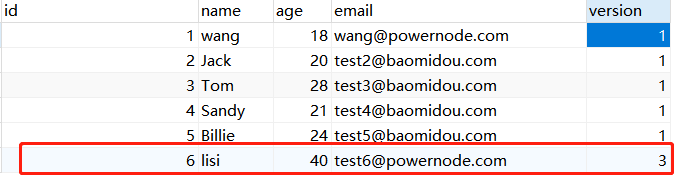 id name age email version
1 wang 18 wang@powernode.com 1
2 Jack 20 test2@baomidou.com 1
3 Tom 28 test3@baomidou.com 1
4 Sandy 21 test4@baomidou.com 1
5 Billie 24 test5@baomidou.com 1
6 lisi 40 test6@powernode.com 3